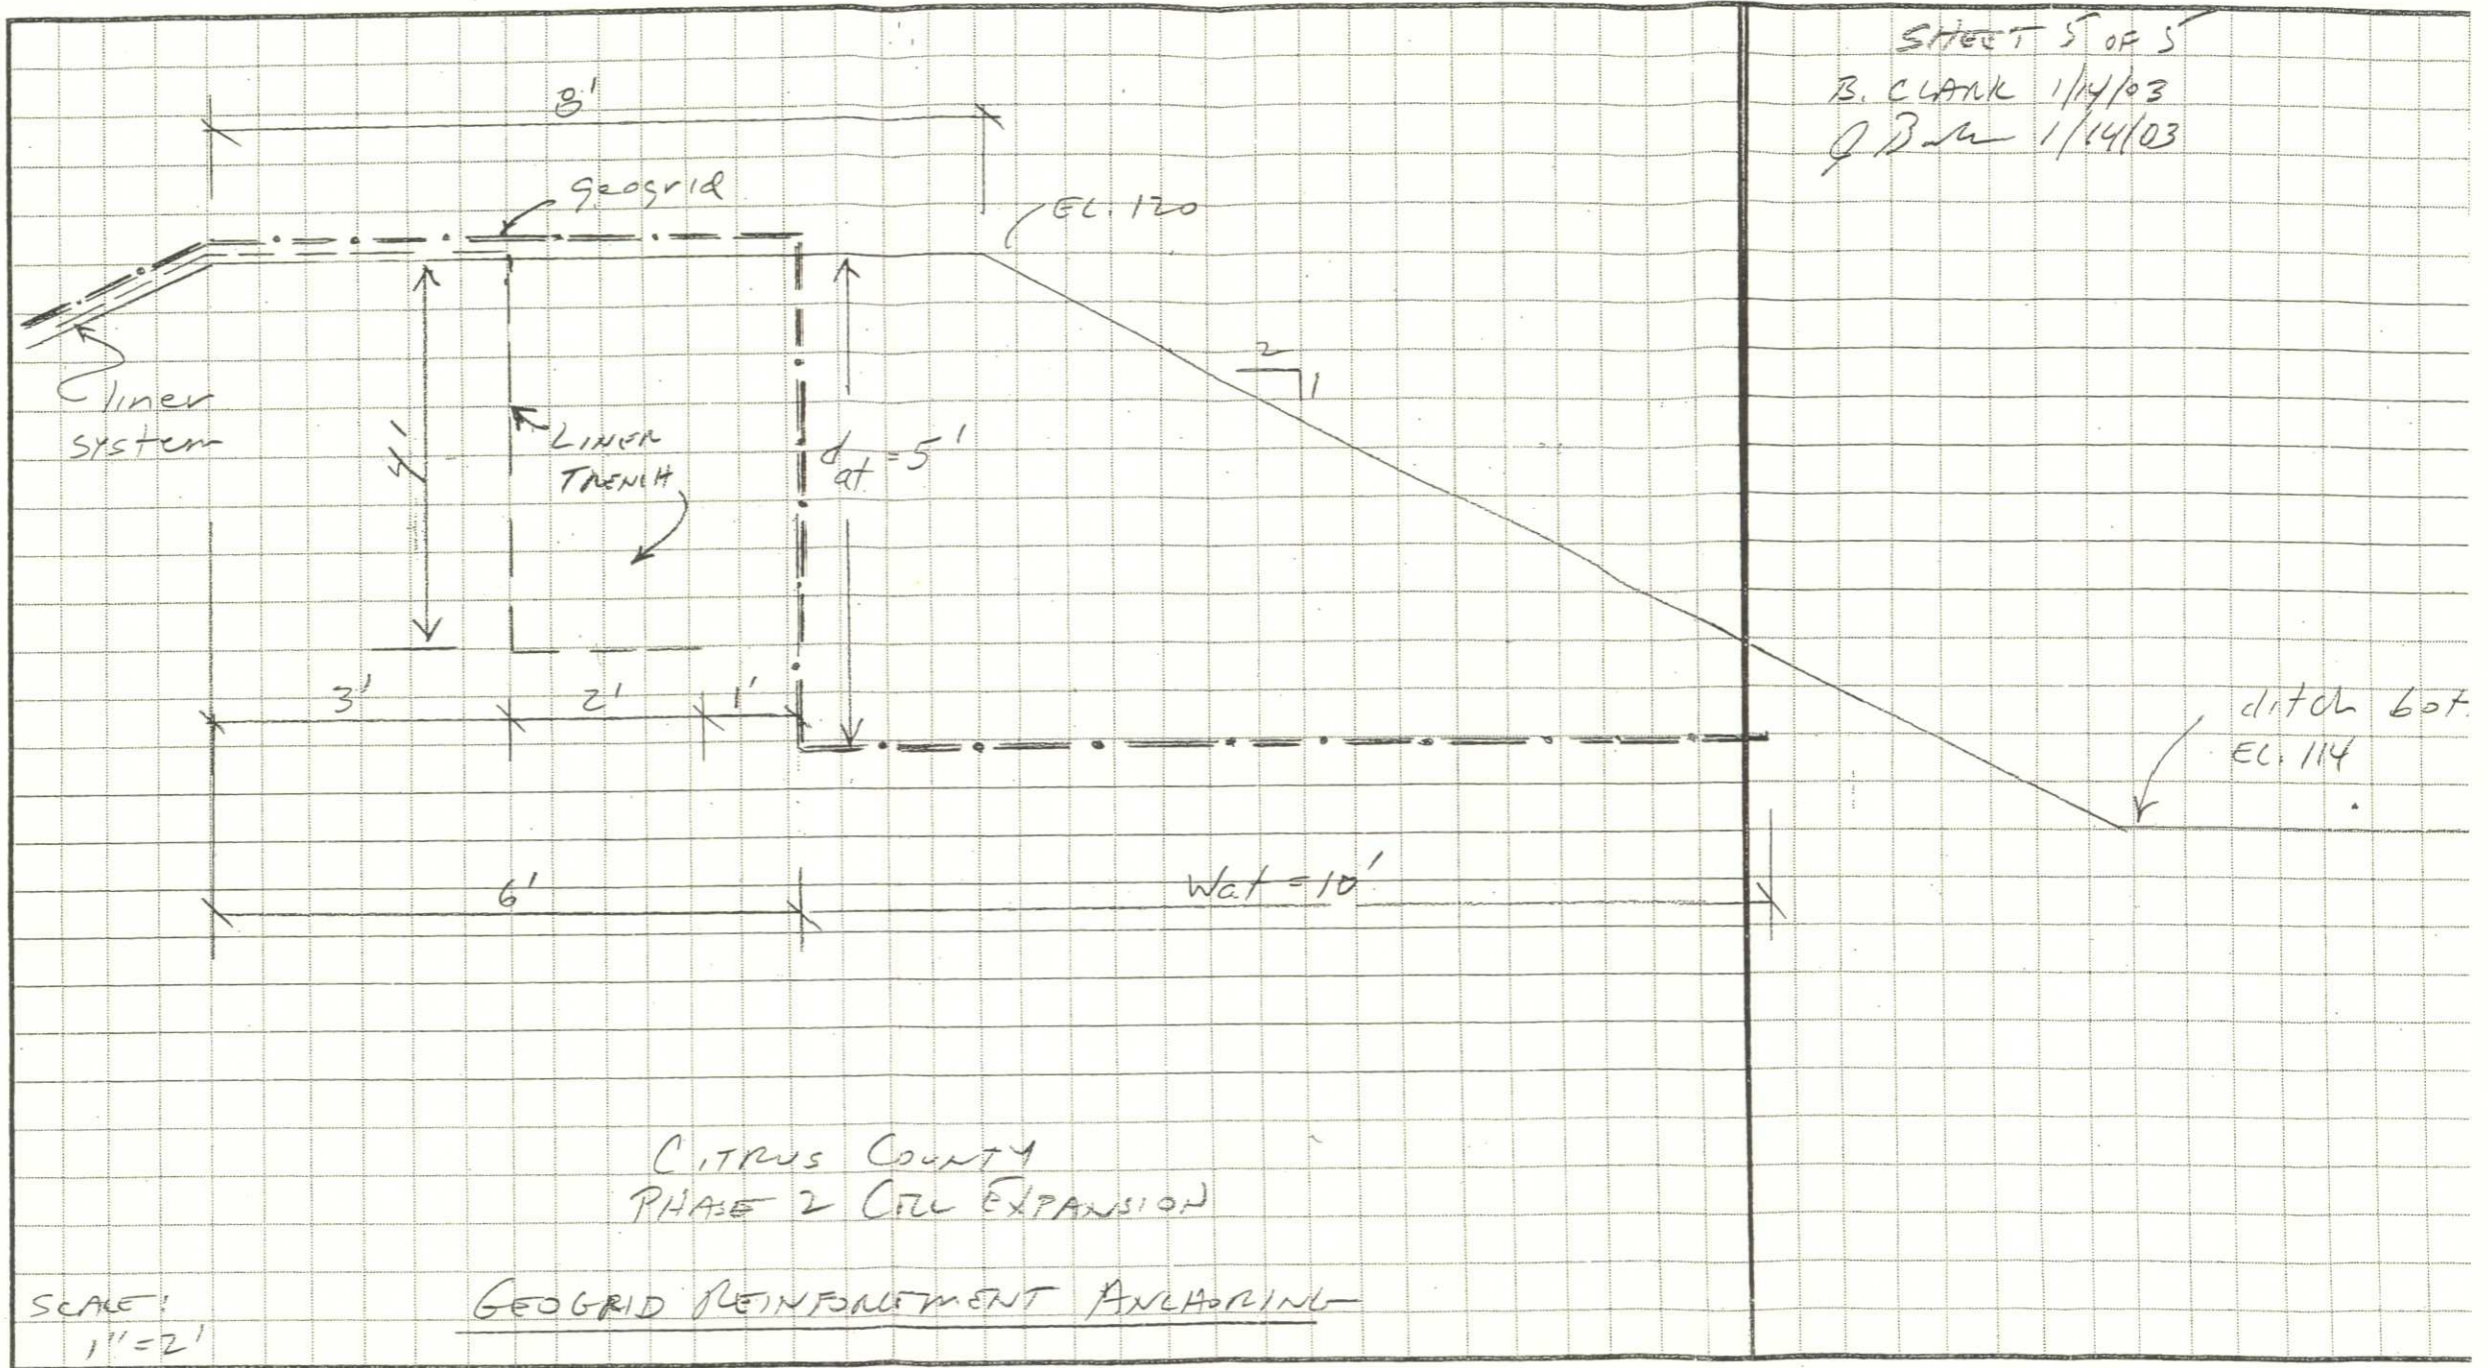 SHEET 5 OF 5
B. CLARK 1/14/03
1/14/03
8'
geogrid
EL. 120
2
1
liner
system
4'
LINER
TRENCH
d at = 5'
3'
2'
1'
ditch bot.
EL. 114
6'
Wat = 10'
CITRUS COUNTY
PHASE 2 CELL EXPANSION
GEOGRID REINFORCEMENT ANCHORING
SCALE:
1" = 2'